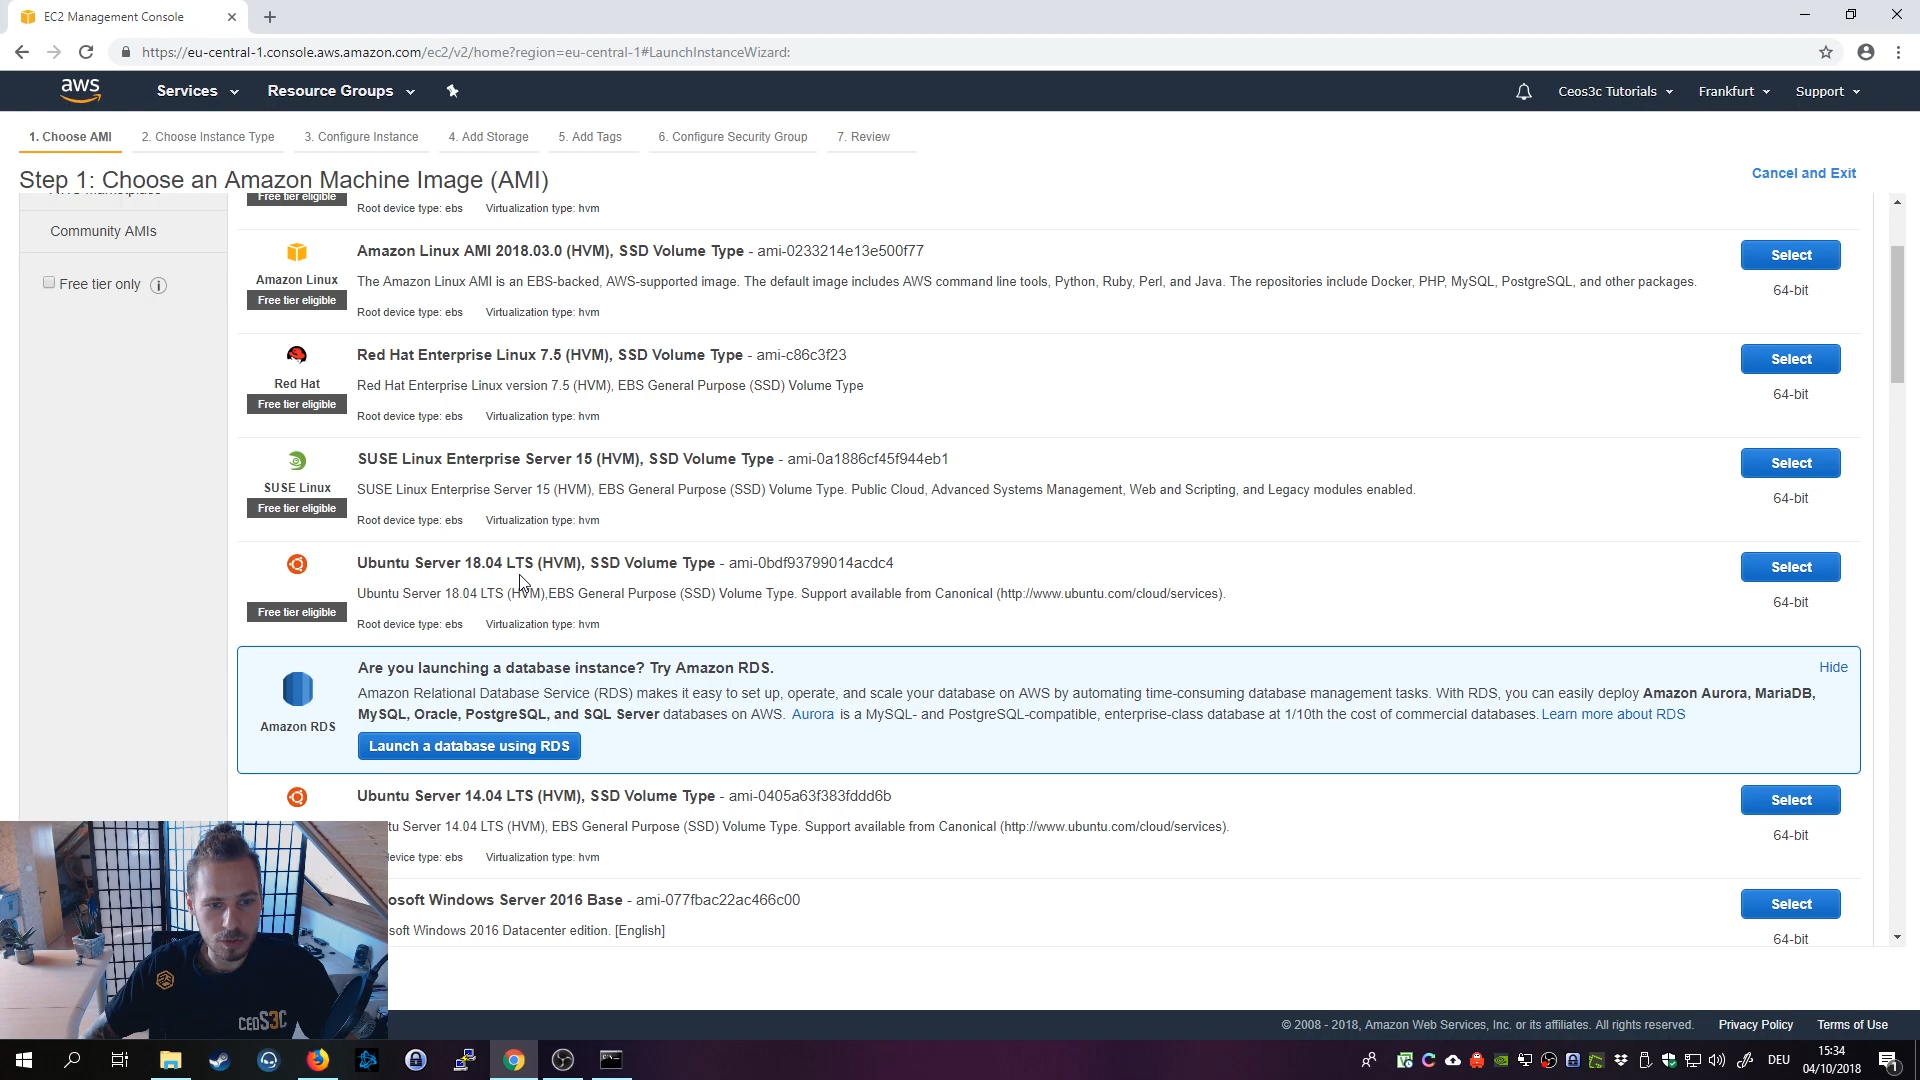 EC2 Management Console
https://eu-central-1.console.aws.amazon.com/ec2/v2/home?region=eu-central-1#LaunchInstanceWizard:
aws Services Resource Groups Ceos3c Tutorials Frankfurt Support
1. Choose AMI 2. Choose Instance Type 3. Configure Instance 4. Add Storage 5. Add Tags 6. Configure Security Group 7. Review
Step 1: Choose an Amazon Machine Image (AMI)
Cancel and Exit
Free tier eligible
Root device type: ebs Virtualization type: hvm
Community AMIs
Free tier only
Amazon Linux
Free tier eligible
Amazon Linux AMI 2018.03.0 (HVM), SSD Volume Type - ami-0233214e13e500f77
The Amazon Linux AMI is an EBS-backed, AWS-supported image. The default image includes AWS command line tools, Python, Ruby, Perl, and Java. The repositories include Docker, PHP, MySQL, PostgreSQL, and other packages.
Root device type: ebs Virtualization type: hvm
Select
64-bit
Red Hat
Free tier eligible
Red Hat Enterprise Linux 7.5 (HVM), SSD Volume Type - ami-c86c3f23
Red Hat Enterprise Linux version 7.5 (HVM), EBS General Purpose (SSD) Volume Type
Root device type: ebs Virtualization type: hvm
Select
64-bit
SUSE Linux
Free tier eligible
SUSE Linux Enterprise Server 15 (HVM), SSD Volume Type - ami-0a1886cf45f944eb1
SUSE Linux Enterprise Server 15 (HVM), EBS General Purpose (SSD) Volume Type. Public Cloud, Advanced Systems Management, Web and Scripting, and Legacy modules enabled.
Root device type: ebs Virtualization type: hvm
Select
64-bit
Free tier eligible
Ubuntu Server 18.04 LTS (HVM), SSD Volume Type - ami-0bdf93799014acdc4
Ubuntu Server 18.04 LTS (HVM),EBS General Purpose (SSD) Volume Type. Support available from Canonical (http://www.ubuntu.com/cloud/services).
Root device type: ebs Virtualization type: hvm
Select
64-bit
Amazon RDS
Are you launching a database instance? Try Amazon RDS.
Hide
Amazon Relational Database Service (RDS) makes it easy to set up, operate, and scale your database on AWS by automating time-consuming database management tasks. With RDS, you can easily deploy Amazon Aurora, MariaDB,
MySQL, Oracle, PostgreSQL, and SQL Server databases on AWS. Aurora is a MySQL- and PostgreSQL-compatible, enterprise-class database at 1/10th the cost of commercial databases. Learn more about RDS
Launch a database using RDS
Ubuntu Server 14.04 LTS (HVM), SSD Volume Type - ami-0405a63f383fddd6b
tu Server 14.04 LTS (HVM), EBS General Purpose (SSD) Volume Type. Support available from Canonical (http://www.ubuntu.com/cloud/services).
evice type: ebs Virtualization type: hvm
Select
64-bit
osoft Windows Server 2016 Base - ami-077fbac22ac466c00
soft Windows 2016 Datacenter edition. [English]
Select
64-bit
CEOS3C
© 2008 - 2018, Amazon Web Services, Inc. or its affiliates. All rights reserved. Privacy Policy Terms of Use
DEU
15:34
04/10/2018
1